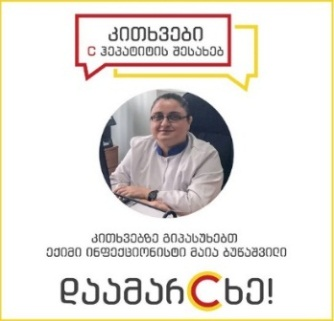 კითხვები
C ჰეპატიტის შესახებ
კითხვებზე გიპასუხებთ
ექიმი ინფექციონისტი მაია ბუწაშვილი
დაამარCხე!